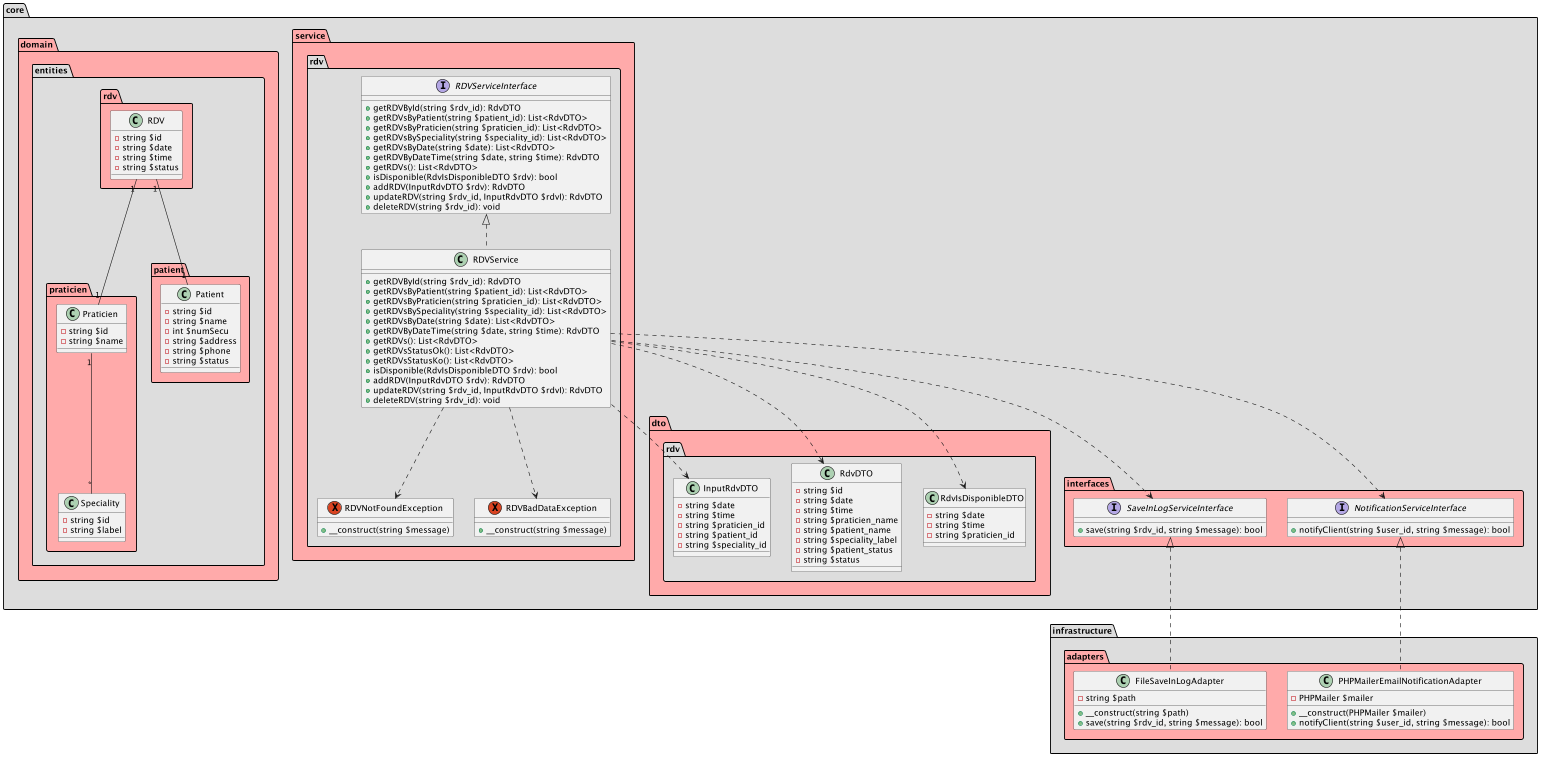 core
domain
entities
rdv
RDV
string $id
string $date
string $time
string $status
1
1
1
1
praticien
Praticien
string $id
string $name
1
*
Speciality
string $id
string $label
patient
Patient
string $id
string $name
int $numSecu
string $address
string $phone
string $status
service
rdv
I RDVServiceInterface
getRDVById(string $rdv_id): RdvDTO
getRDVsByPatient(string $patient_id): List<RdvDTO>
getRDVsByPraticien(string $praticien_id): List<RdvDTO>
getRDVsBySpeciality(string $speciality_id): List<RdvDTO>
getRDVsByDate(string $date): List<RdvDTO>
getRDVByDateTime(string $date, string $time): RdvDTO
getRDVs(): List<RdvDTO>
isDisponible(RdvIsDisponibleDTO $rdv): bool
addRDV(InputRdvDTO $rdv): RdvDTO
updateRDV(string $rdv_id, InputRdvDTO $rdvI): RdvDTO
deleteRDV(string $rdv_id): void
C RDVService
getRDVById(string $rdv_id): RdvDTO
getRDVsByPatient(string $patient_id): List<RdvDTO>
getRDVsByPraticien(string $praticien_id): List<RdvDTO>
getRDVsBySpeciality(string $speciality_id): List<RdvDTO>
getRDVsByDate(string $date): List<RdvDTO>
getRDVByDateTime(string $date, string $time): RdvDTO
getRDVs(): List<RdvDTO>
getRDVsStatusOk(): List<RdvDTO>
getRDVsStatusKo(): List<RdvDTO>
isDisponible(RdvIsDisponibleDTO $rdv): bool
addRDV(InputRdvDTO $rdv): RdvDTO
updateRDV(string $rdv_id, InputRdvDTO $rdvI): RdvDTO
deleteRDV(string $rdv_id): void
X RDVNotFoundException
__construct(string $message)
X RDVBadDataException
__construct(string $message)
dto
rdv
C InputRdvDTO
string $date
string $time
string $praticien_id
string $patient_id
string $speciality_id
C RdvDTO
string $id
string $date
string $time
string $praticien_name
string $patient_name
string $speciality_label
string $patient_status
string $status
C RdvIsDisponibleDTO
string $date
string $time
string $praticien_id
interfaces
I SaveInLogServiceInterface
save(string $rdv_id, string $message): bool
I NotificationServiceInterface
notifyClient(string $user_id, string $message): bool
infrastructure
adapters
C FileSaveInLogAdapter
string $path
__construct(string $path)
save(string $rdv_id, string $message): bool
C PHPMailerEmailNotificationAdapter
PHPMailer $mailer
__construct(PHPMailer $mailer)
notifyClient(string $user_id, string $message): bool